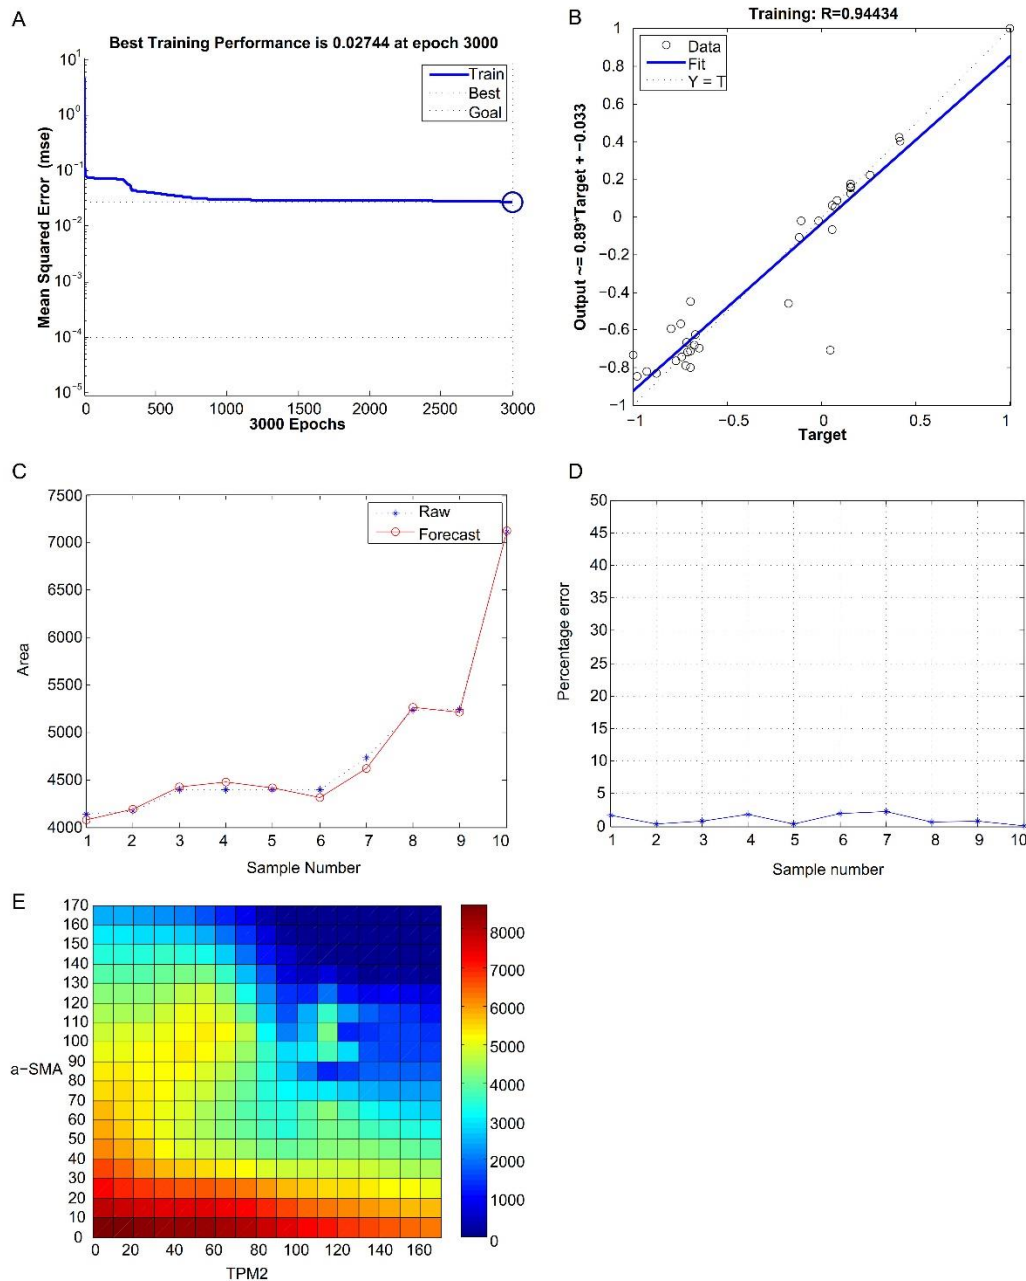 A
Best Training Performance is 0.02744 at epoch 3000
Mean Squared Error (mse)
10^1
10^0
10^-1
10^-2
10^-3
10^-4
10^-5
Train
Best
Goal
0 500 1000 1500 2000 2500 3000
3000 Epochs
B
Training: R=0.94434
Output ~= 0.89*Target + −0.033
1
0.8
0.6
0.4
0.2
0
−0.2
−0.4
−0.6
−0.8
−1
Data
Fit
Y = T
−1 −0.5 0 0.5 1
Target
C
Area
7500
7000
6500
6000
5500
5000
4500
4000
Raw
Forecast
1 2 3 4 5 6 7 8 9 10
Sample Number
D
Percentage error
50
45
40
35
30
25
20
15
10
5
0
1 2 3 4 5 6 7 8 9 10
Sample number
E
a−SMA
170
160
150
140
130
120
110
100
90
80
70
60
50
40
30
20
10
0
0 20 40 60 80 100 120 140 160
TPM2
8000
7000
6000
5000
4000
3000
2000
1000
0